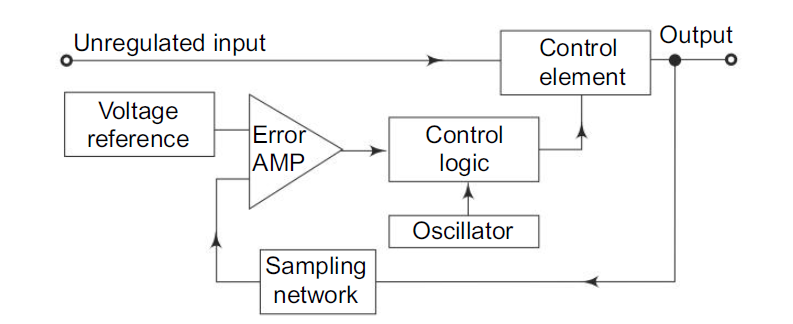 Unregulated input
Control
element
Output
Voltage
reference
Error
AMP
Control
logic
Oscillator
Sampling
network